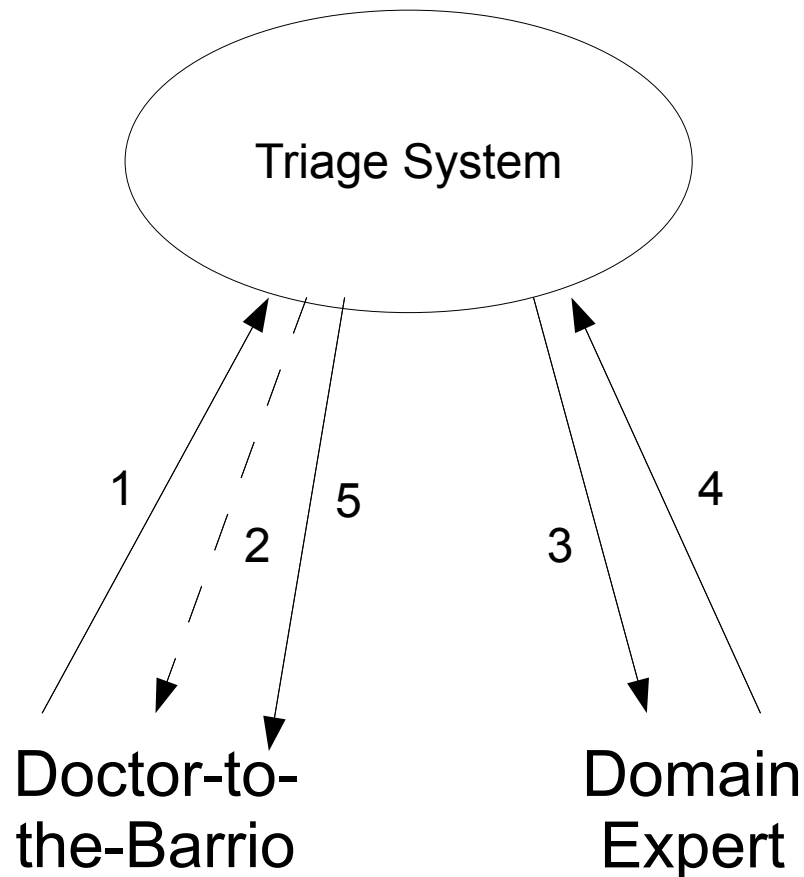 Triage System
1
5
2
3
4
Doctor-to-
the-Barrio
Domain
Expert